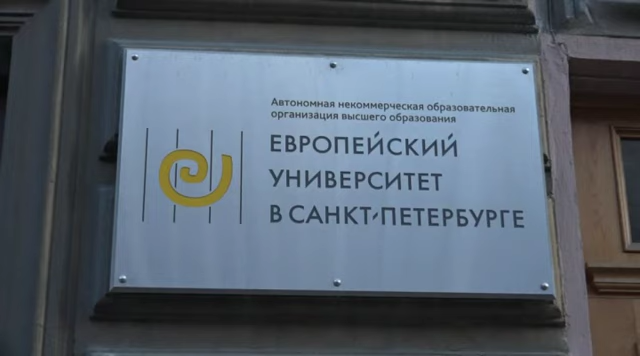 Автономная некоммерческая образовательная
организация высшего образования
ЕВРОПЕЙСКИЙ
УНИВЕРСИТЕТ
В САНКТ-ПЕТЕРБУРГЕ